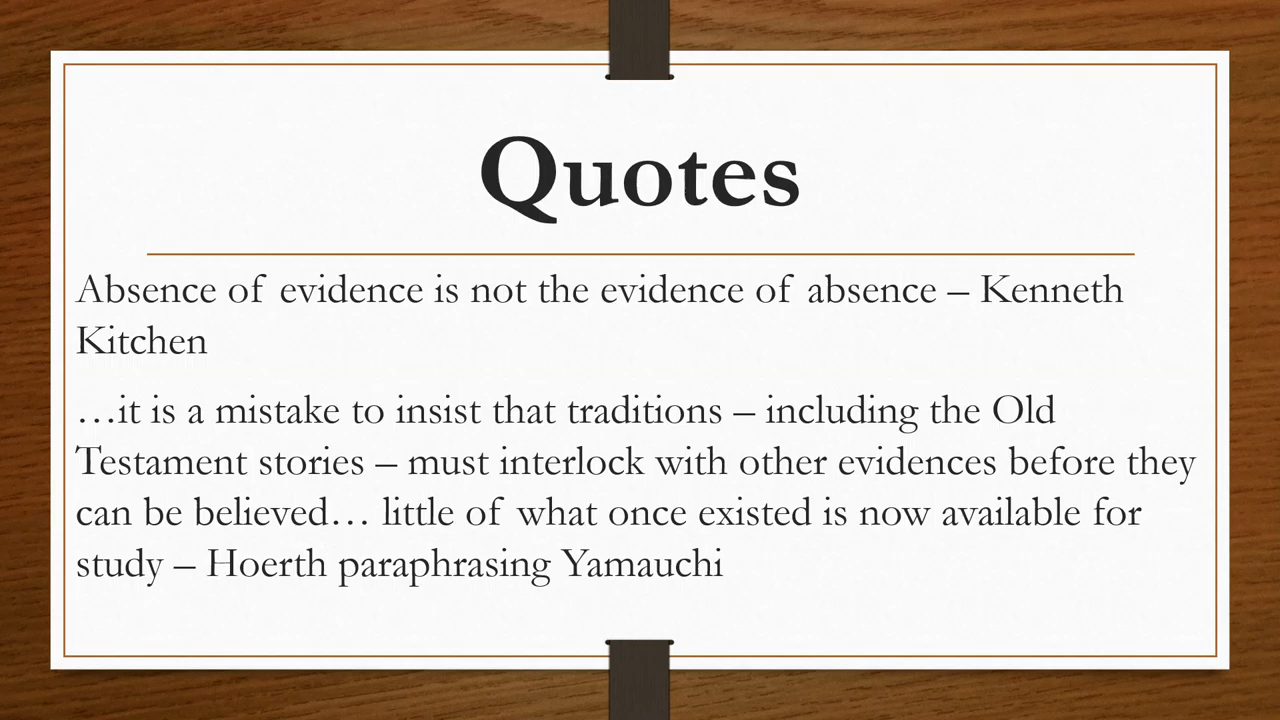 Quotes
Absence of evidence is not the evidence of absence – Kenneth
Kitchen
…it is a mistake to insist that traditions – including the Old
Testament stories – must interlock with other evidences before they
can be believed… little of what once existed is now available for
study – Hoerth paraphrasing Yamauchi